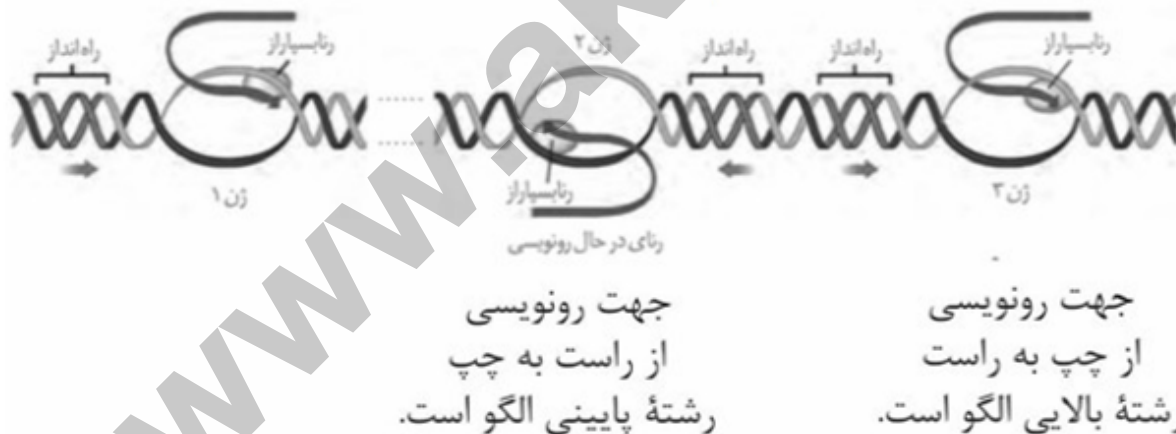 راه‌انداز
رنابسپاراز
ژن ۱
ژن ۲
راه‌انداز
راه‌انداز
رنابسپاراز
رنابسپاراز
ژن ۳
رنای در حال رونویسی
جهت رونویسی
از راست به چپ
رشتهٔ پایینی الگو است.
جهت رونویسی
از چپ به راست
رشتهٔ بالایی الگو است.
www.ak